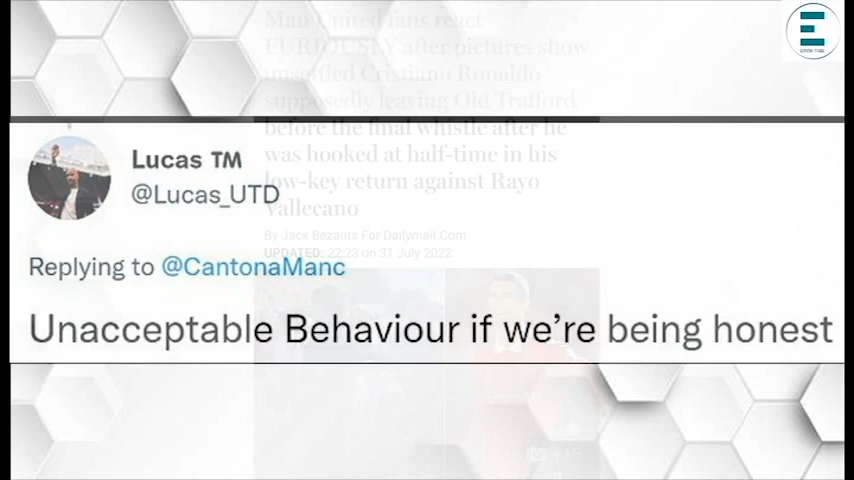 Man United fans react
FURIOUSLY after pictures show
unsettled Cristiano Ronaldo
supposedly leaving Old Trafford
before the final whistle after he
was hooked at half-time in his
low-key return against Rayo
Vallecano
By Jack Bezants For Dailymail.Com
UPDATED: 22:23 on 31 July 2022
Lucas TM
@Lucas_UTD
Replying to @CantonaManc
Unacceptable Behaviour if we're being honest
+15
E